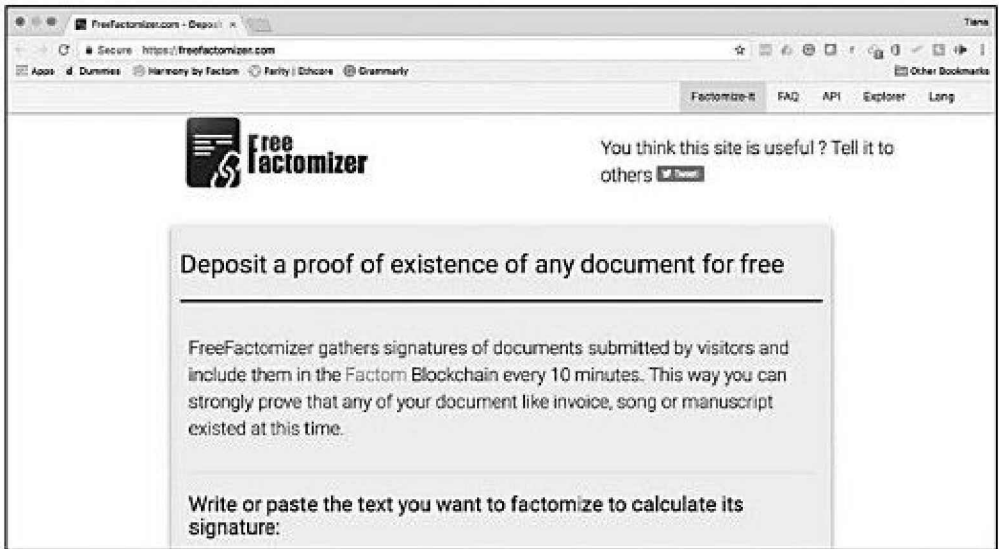 FreeFactomizer.com - Deposit ×
Tiana
Secure https://freefactomizer.com
Apps d Dummies Harmony by Factom Parity | Ethcore Grammarly Other Bookmarks
Factomize-It FAQ API Explorer Lang
Free
Factomizer
You think this site is useful ? Tell it to
others Tweet
Deposit a proof of existence of any document for free
FreeFactomizer gathers signatures of documents submitted by visitors and
include them in the Factom Blockchain every 10 minutes. This way you can
strongly prove that any of your document like invoice, song or manuscript
existed at this time.
Write or paste the text you want to factomize to calculate its
signature: